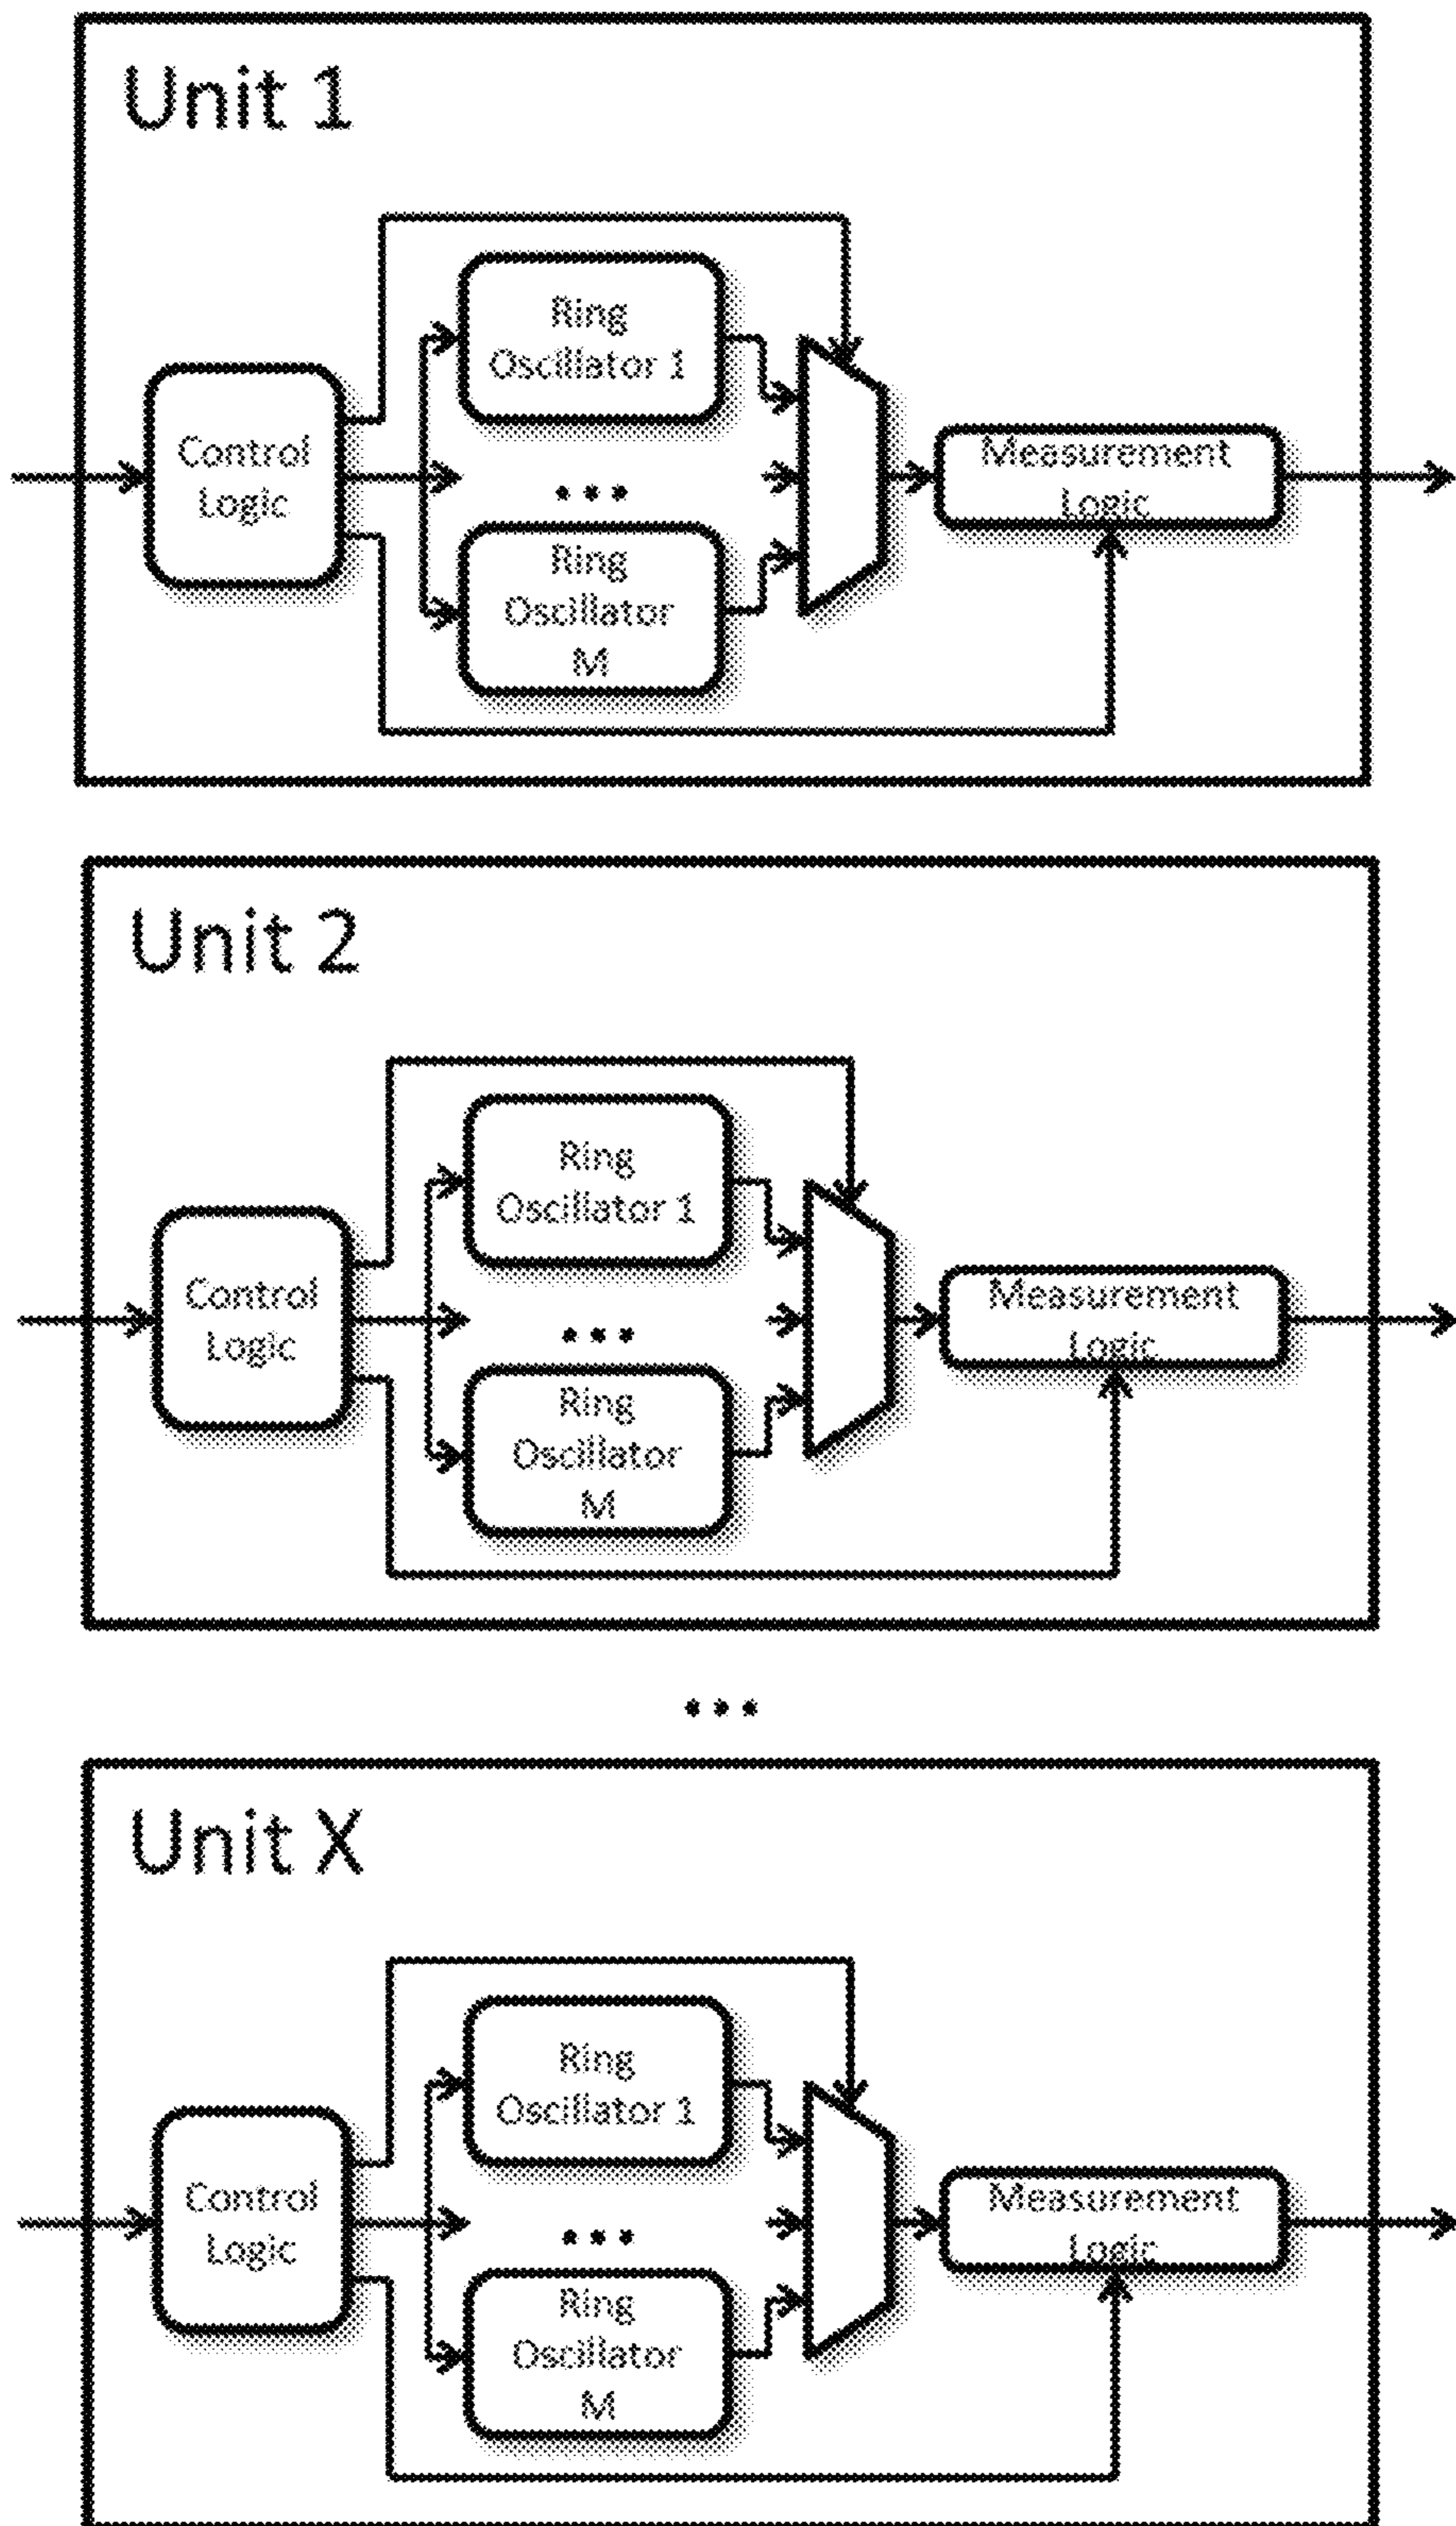 Unit 1
Ring
Oscillator 1
Control
Logic
...
Measurement
Logic
Ring
Oscillator
M
Unit 2
Ring
Oscillator 1
Control
Logic
...
Measurement
Logic
Ring
Oscillator
M
...
Unit X
Ring
Oscillator 1
Control
Logic
...
Measurement
Logic
Ring
Oscillator
M